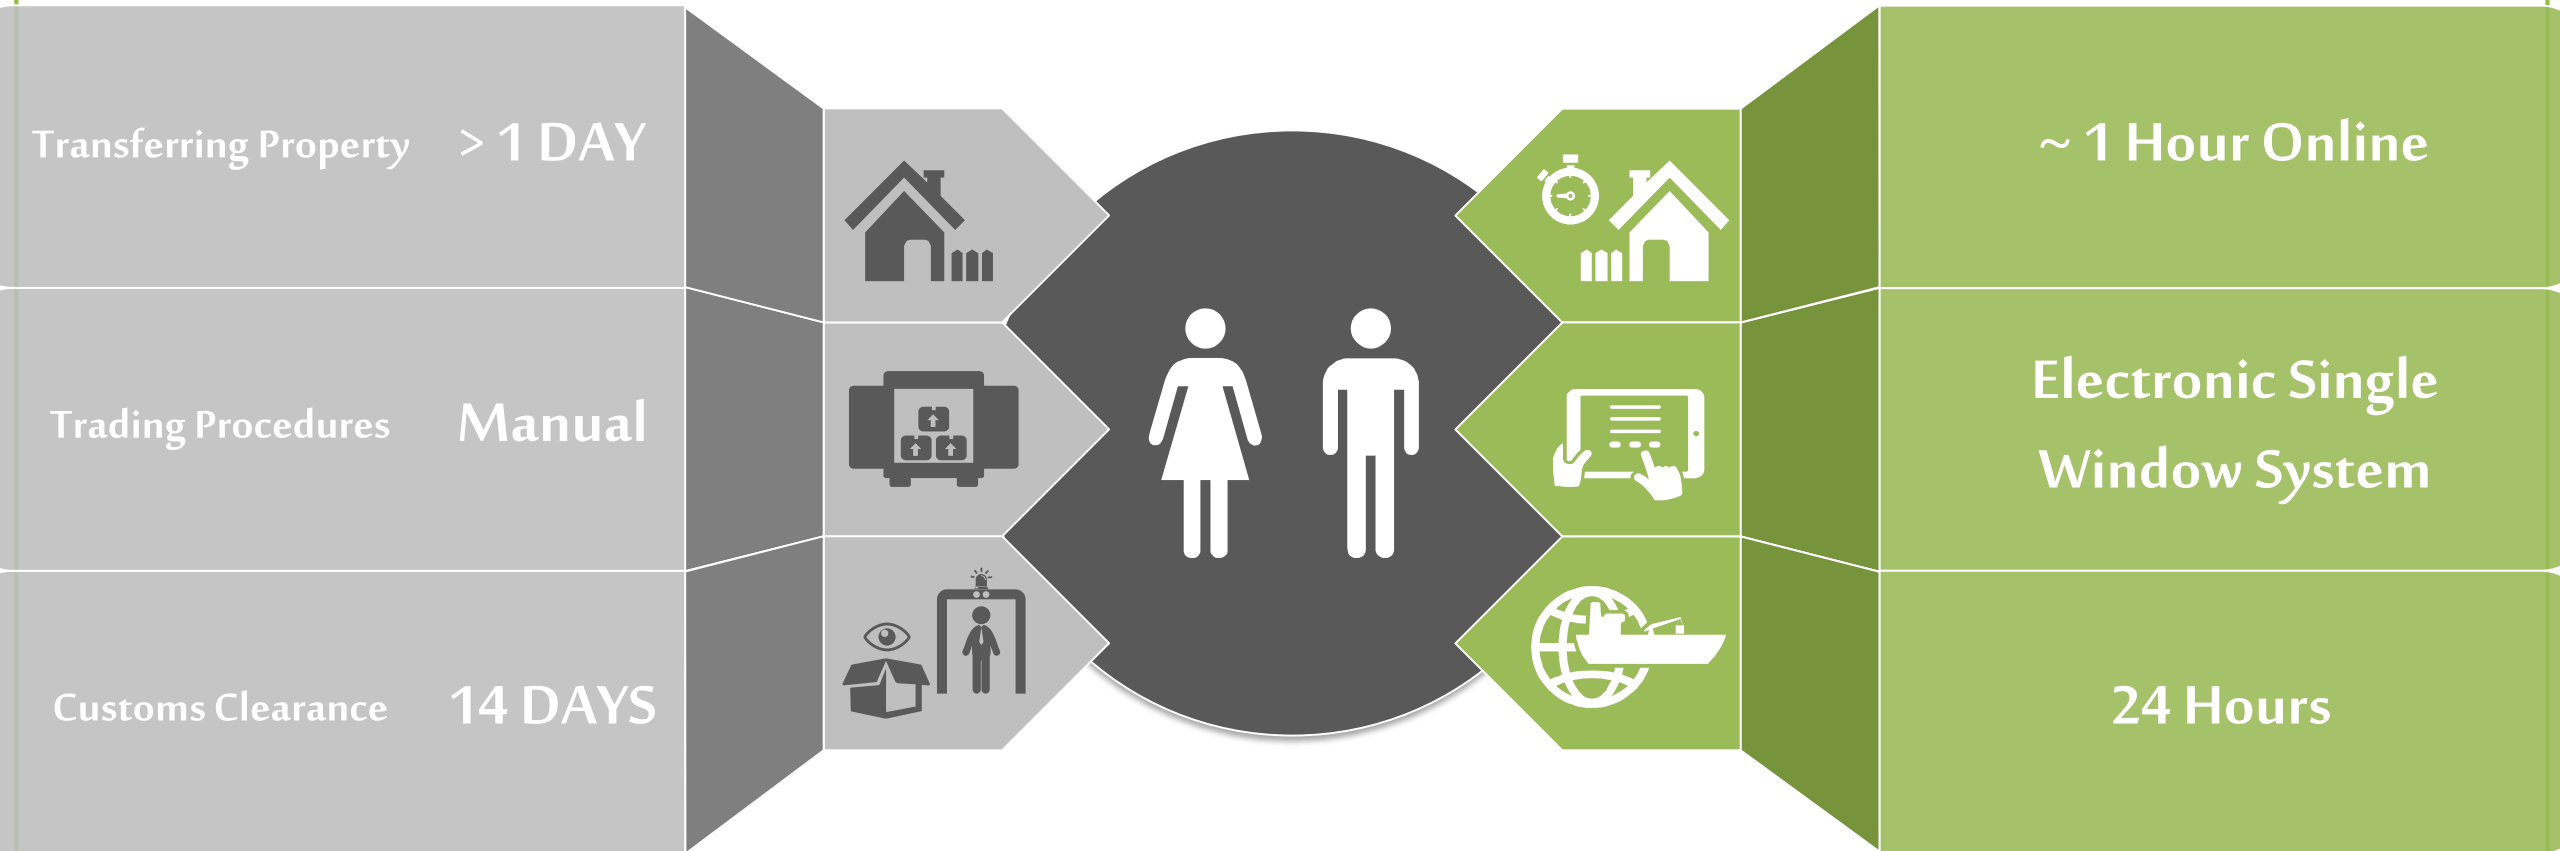 Transferring Property > 1 DAY
~ 1 Hour Online
Trading Procedures Manual
Electronic Single
Window System
Customs Clearance 14 DAYS
24 Hours